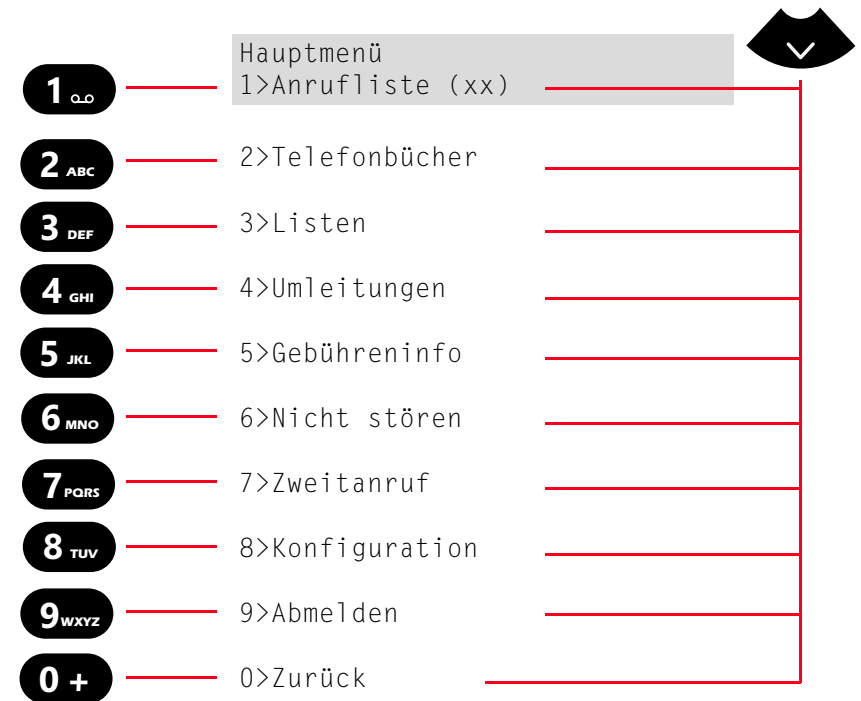 Hauptmenü
1 1>Anrufliste (xx)
2 ABC 2>Telefonbücher
3 DEF 3>Listen
4 GHI 4>Umleitungen
5 JKL 5>Gebühreninfo
6 MNO 6>Nicht stören
7 PQRS 7>Zweitanruf
8 TUV 8>Konfiguration
9 WXYZ 9>Abmelden
0 + 0>Zurück